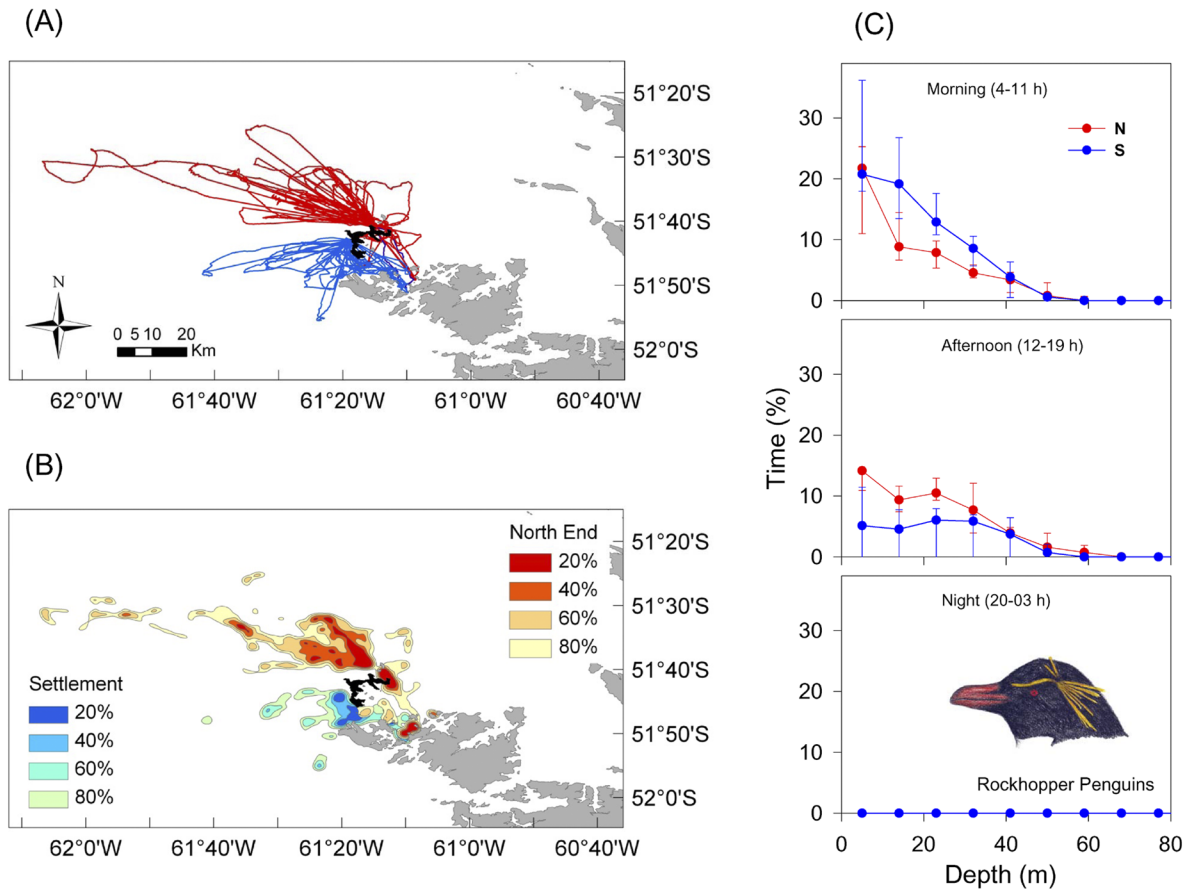 (A)
51°20'S
51°30'S
51°40'S
51°50'S
52°0'S
N
0 5 10 20
Km
62°0'W 61°40'W 61°20'W 61°0'W 60°40'W
(B)
North End
20%
40%
60%
80%
Settlement
20%
40%
60%
80%
51°20'S
51°30'S
51°40'S
51°50'S
52°0'S
62°0'W 61°40'W 61°20'W 61°0'W 60°40'W
(C)
Morning (4-11 h)
N
S
30
20
10
0
Afternoon (12-19 h)
30
20
10
0
Time (%)
Night (20-03 h)
30
20
10
0
Rockhopper Penguins
0 20 40 60 80
Depth (m)